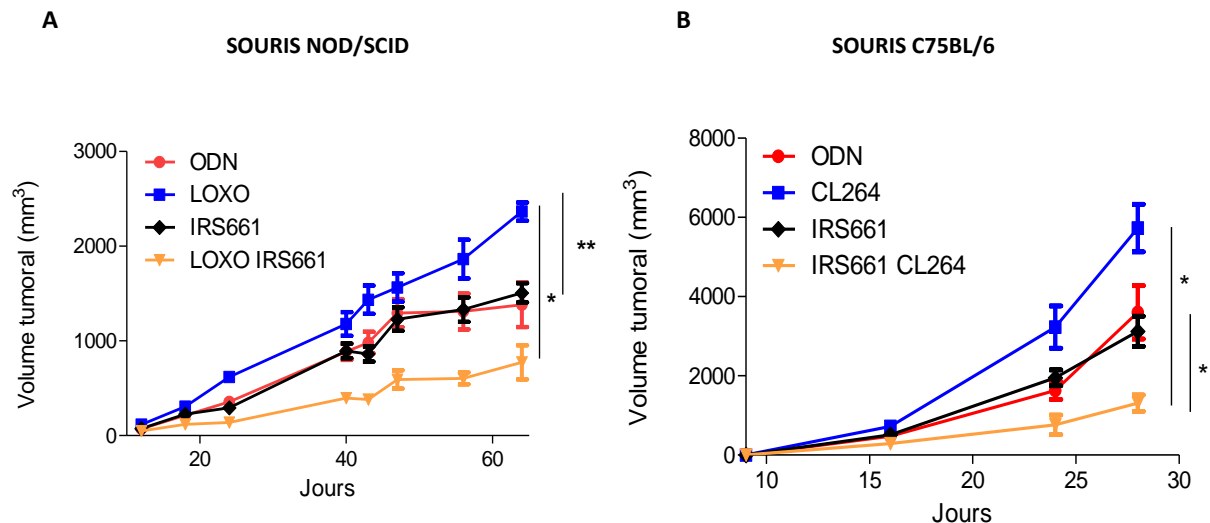 A
SOURIS NOD/SCID
3000
2000
1000
0
Volume tumoral (mm3)
ODN
LOXO
IRS661
LOXO IRS661
**
*
20
40
60
Jours
B
SOURIS C75BL/6
8000
6000
4000
2000
0
Volume tumoral (mm3)
ODN
CL264
IRS661
IRS661 CL264
*
*
10
15
20
25
30
Jours